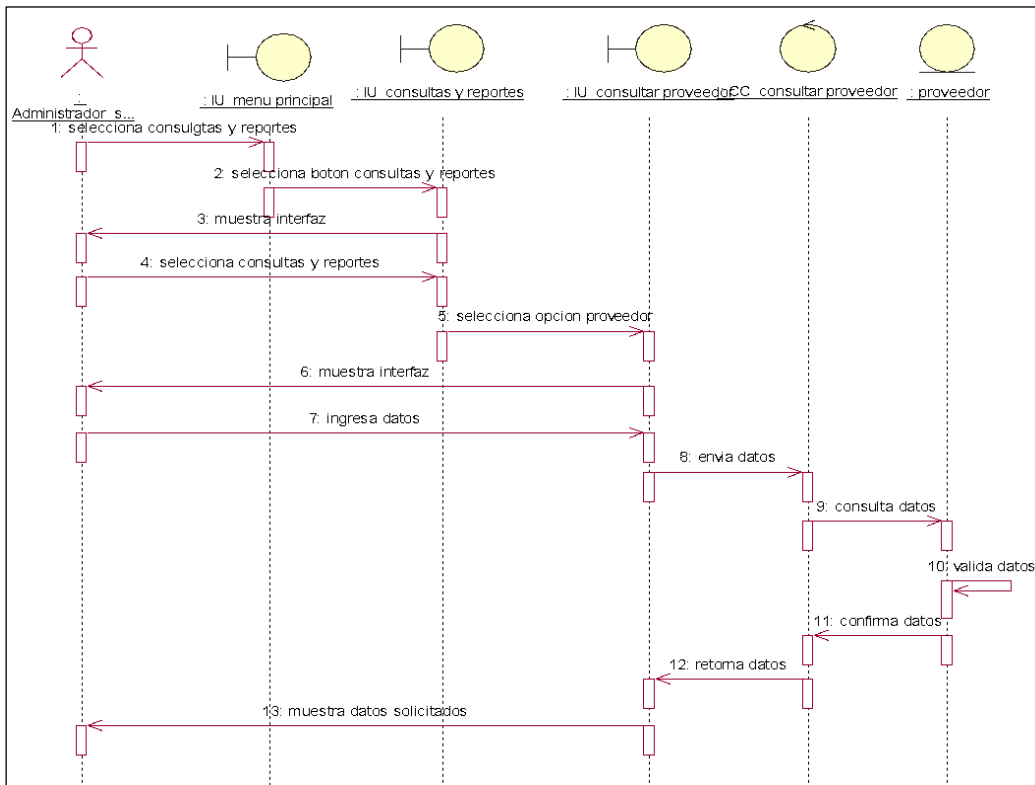 :
Administrador s...
: IU menu principal
: IU consultas y reportes
: IU consultar proveedor
CC consultar proveedor
: proveedor
1: selecciona consulgtas y reportes
2: selecciona boton consultas y reportes
3: muestra interfaz
4: selecciona consultas y reportes
5: selecciona opcion proveedor
6: muestra interfaz
7: ingresa datos
8: envia datos
9: consulta datos
10: valida datos
11: confirma datos
12: retorna datos
13: muestra datos solicitados